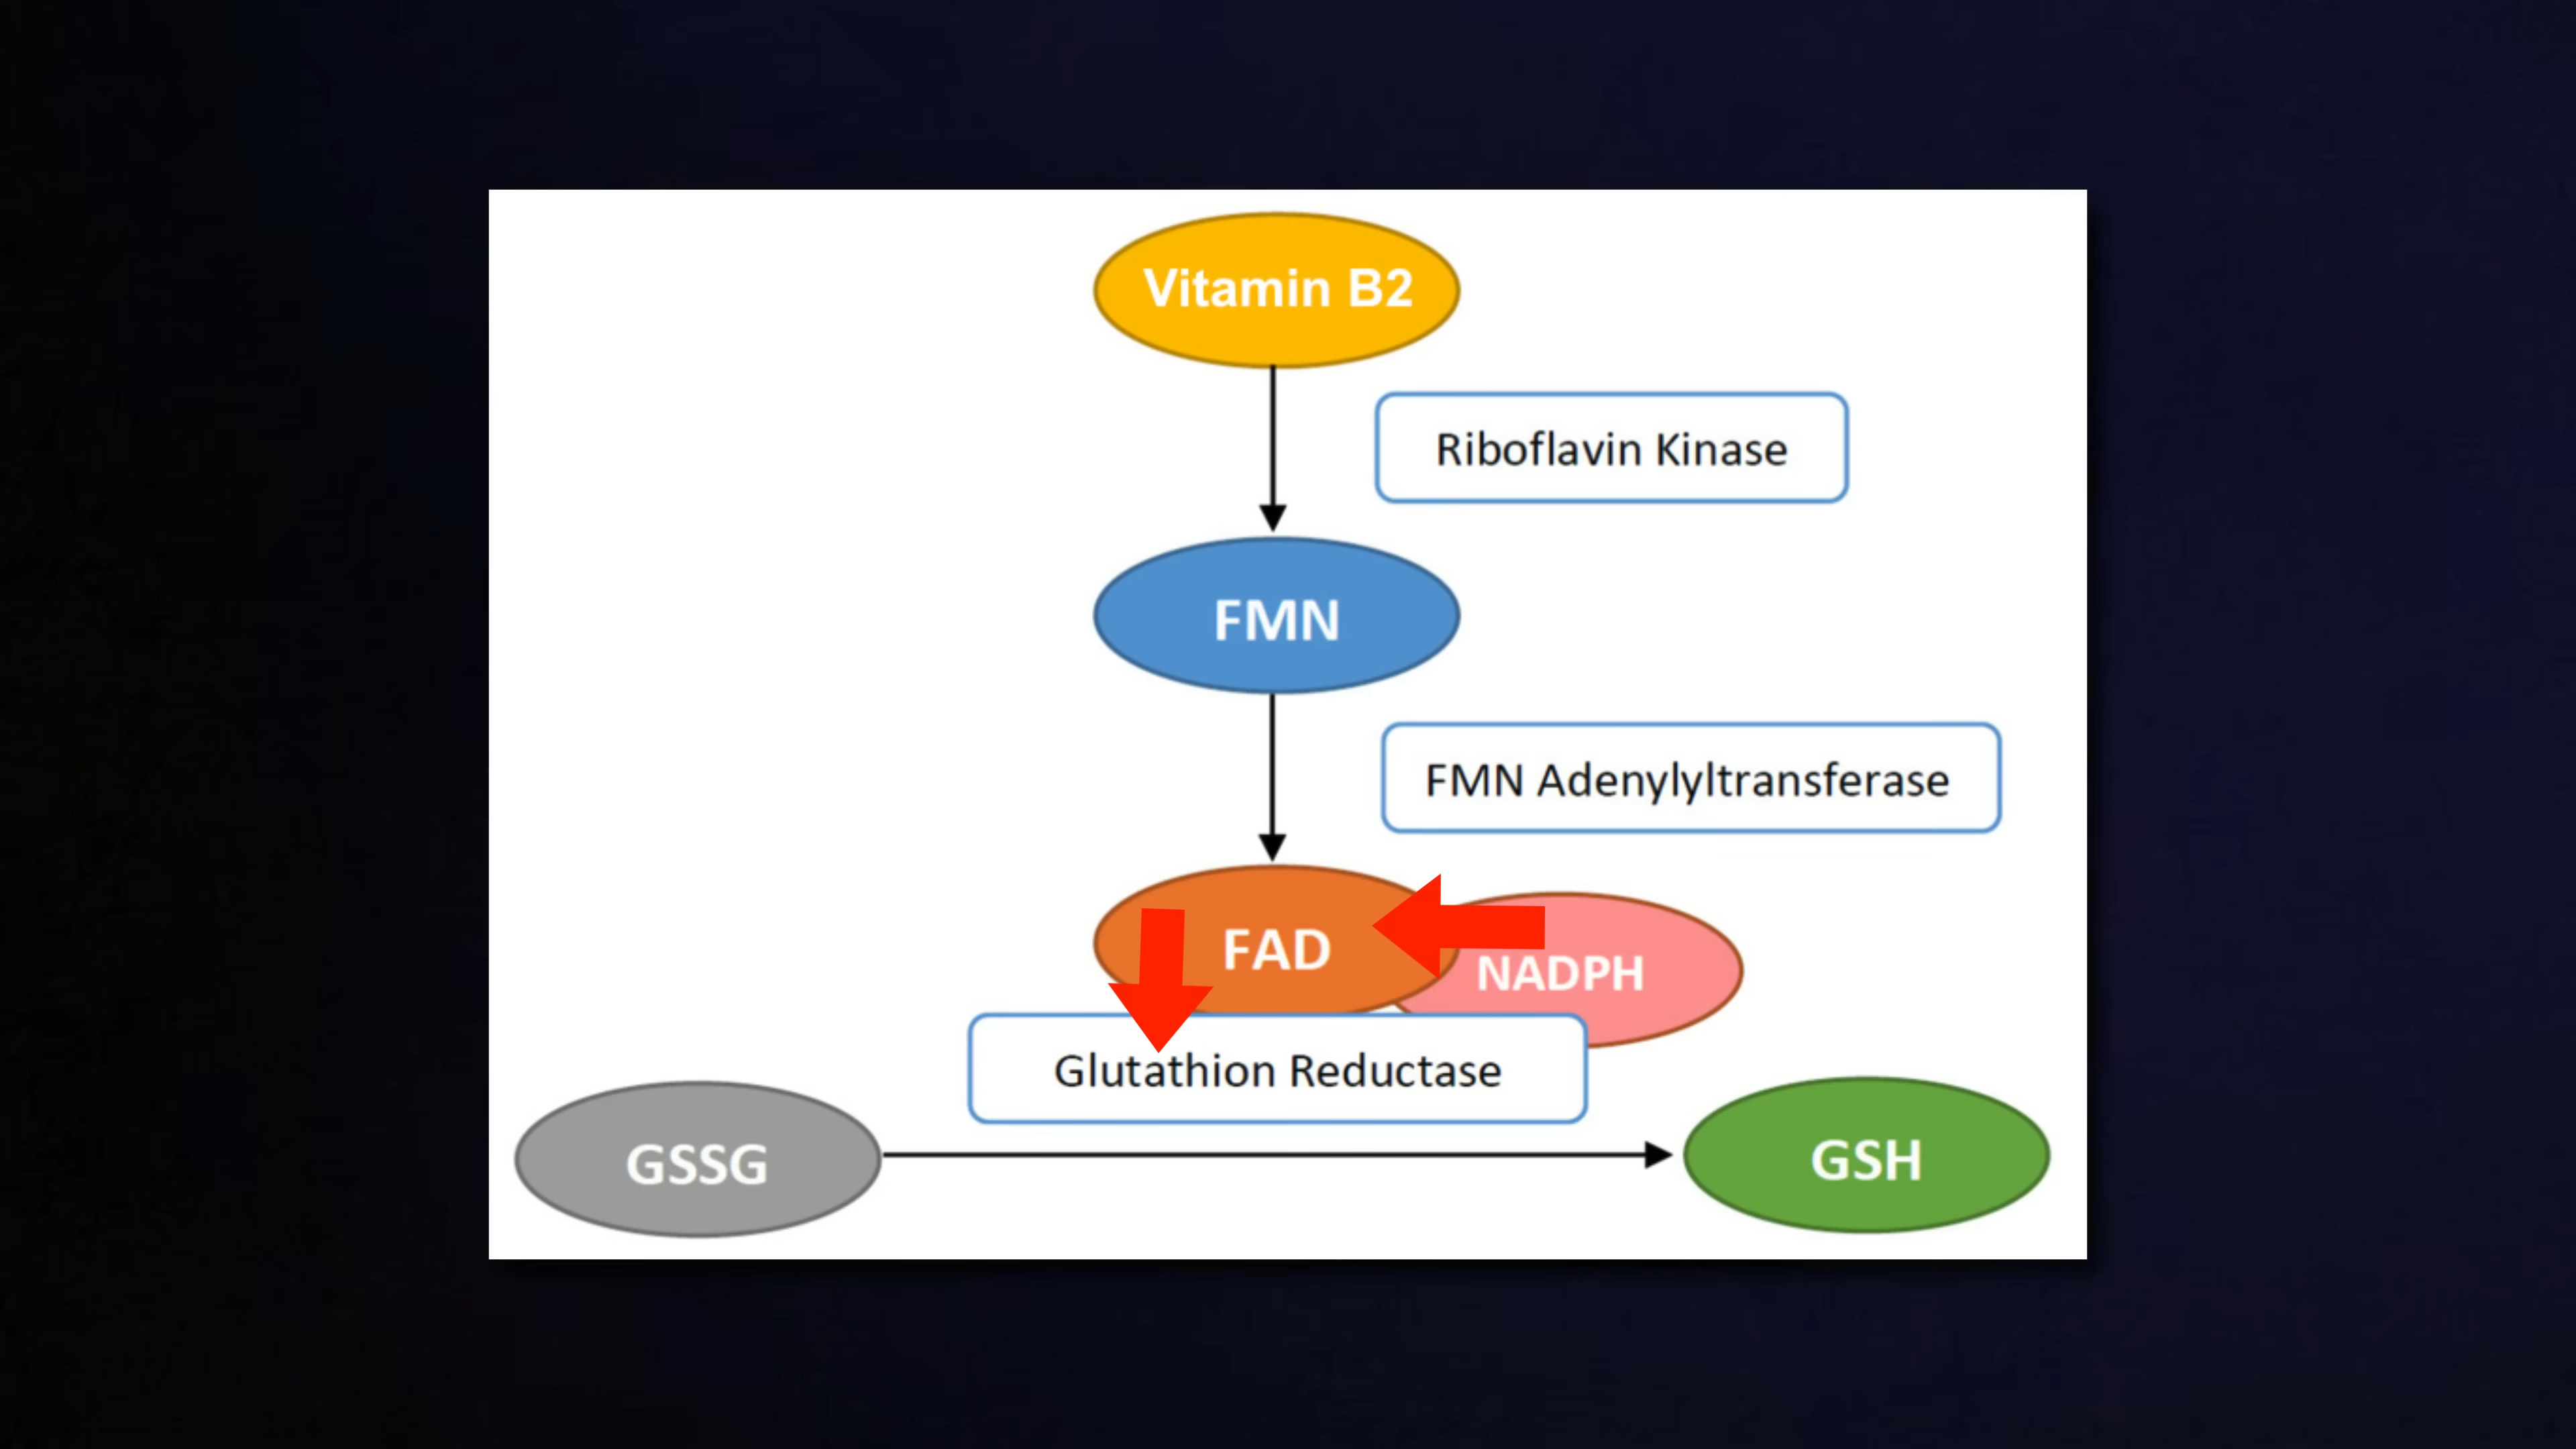 Vitamin B2
Riboflavin Kinase
FMN
FMN Adenylyltransferase
FAD
NADPH
Glutathion Reductase
GSSG
GSH